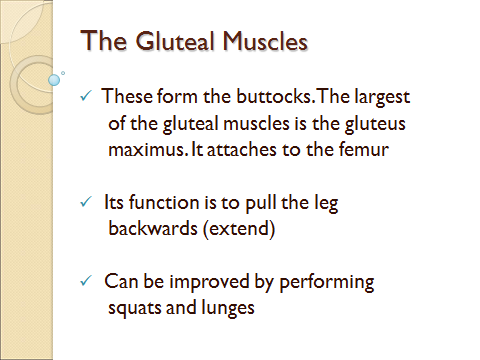 The Gluteal Muscles
✓ These form the buttocks. The largest
of the gluteal muscles is the gluteus
maximus. It attaches to the femur
✓ Its function is to pull the leg
backwards (extend)
✓ Can be improved by performing
squats and lunges